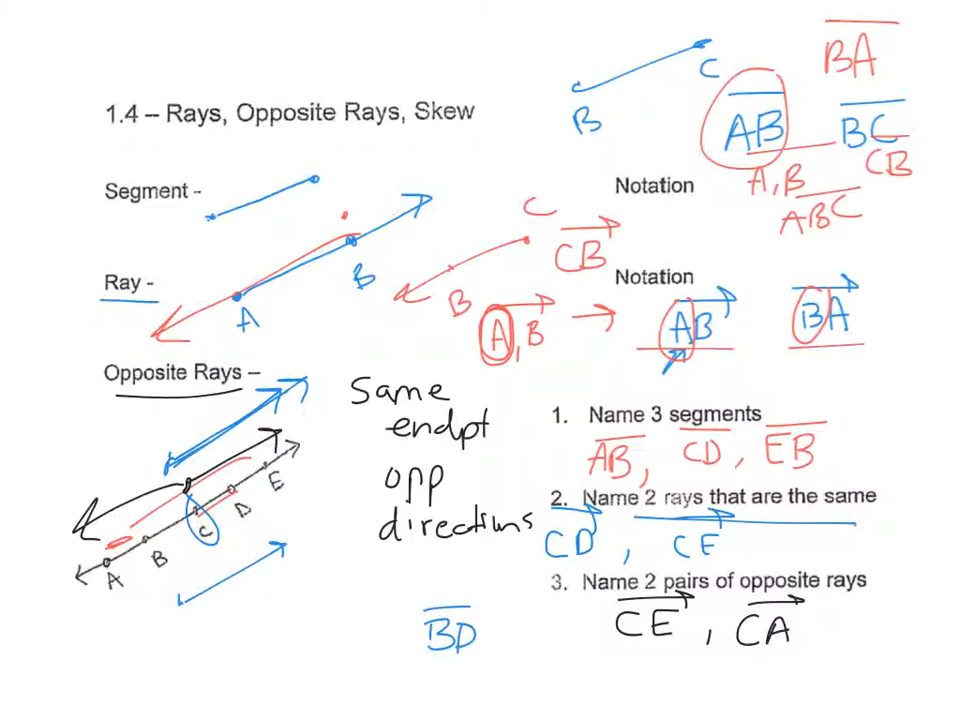 BA
C
B
AB
BC
CB
1.4 – Rays, Opposite Rays, Skew
A, B
ABC
Segment -
Notation
C
CB
B
Ray -
A
B
Notation
A, B → AB
BA
Opposite Rays –
Same
endpt
opp
directions
1. Name 3 segments
AB, CD, EB
2. Name 2 rays that are the same
CD, CE
3. Name 2 pairs of opposite rays
CE, CA
A B C D E
BD